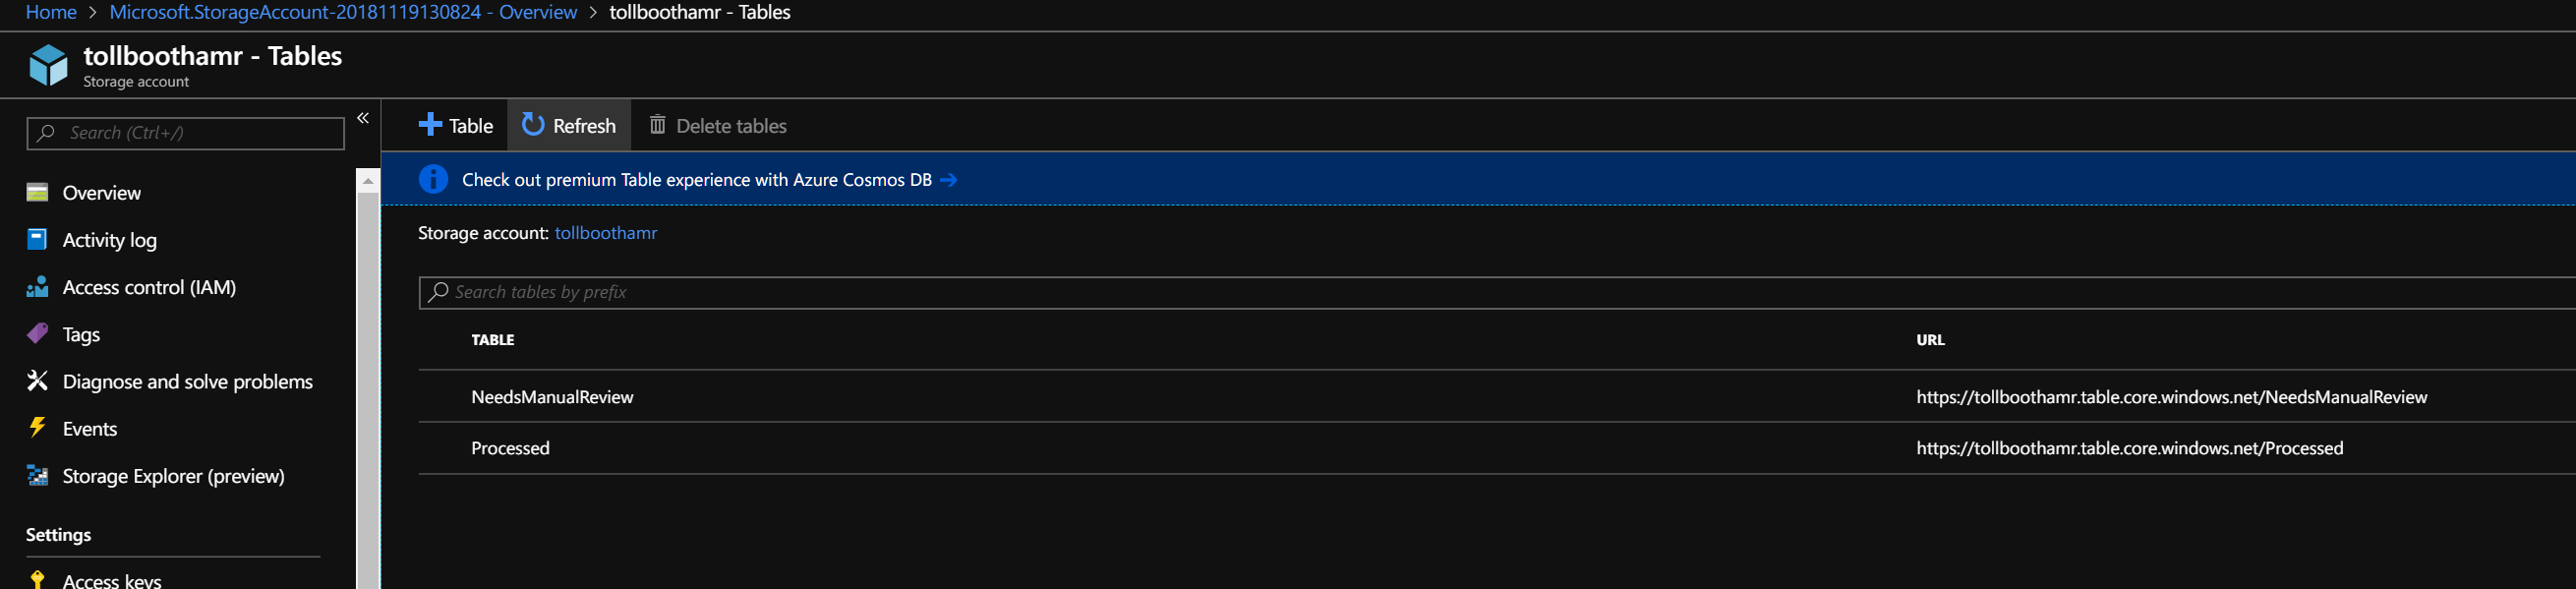 Home > Microsoft.StorageAccount-20181119130824 - Overview > tollboothamr - Tables
tollboothamr - Tables
Storage account
Search (Ctrl+/)
«
Overview
Activity log
Access control (IAM)
Tags
Diagnose and solve problems
Events
Storage Explorer (preview)
Settings
Access keys
Table Refresh Delete tables
Check out premium Table experience with Azure Cosmos DB →
Storage account: tollboothamr
Search tables by prefix
TABLE URL
NeedsManualReview https://tollboothamr.table.core.windows.net/NeedsManualReview
Processed https://tollboothamr.table.core.windows.net/Processed